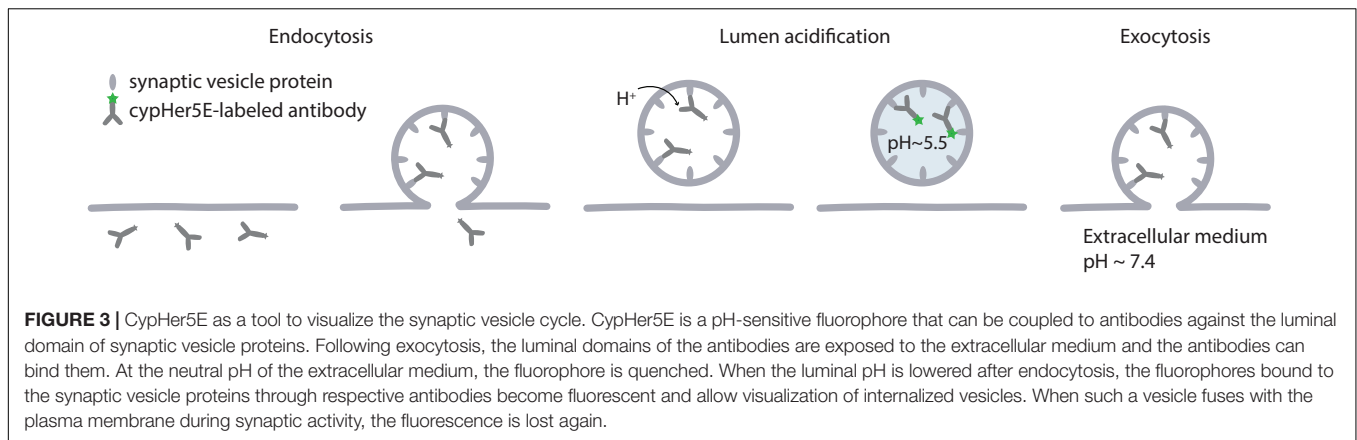 Endocytosis
Lumen acidification
Exocytosis
synaptic vesicle protein
cypHer5E-labeled antibody
H+
pH~5.5
Extracellular medium
pH ~ 7.4
FIGURE 3 | CypHer5E as a tool to visualize the synaptic vesicle cycle. CypHer5E is a pH-sensitive fluorophore that can be coupled to antibodies against the luminal
domain of synaptic vesicle proteins. Following exocytosis, the luminal domains of the antibodies are exposed to the extracellular medium and the antibodies can
bind them. At the neutral pH of the extracellular medium, the fluorophore is quenched. When the luminal pH is lowered after endocytosis, the fluorophores bound to
the synaptic vesicle proteins through respective antibodies become fluorescent and allow visualization of internalized vesicles. When such a vesicle fuses with the
plasma membrane during synaptic activity, the fluorescence is lost again.